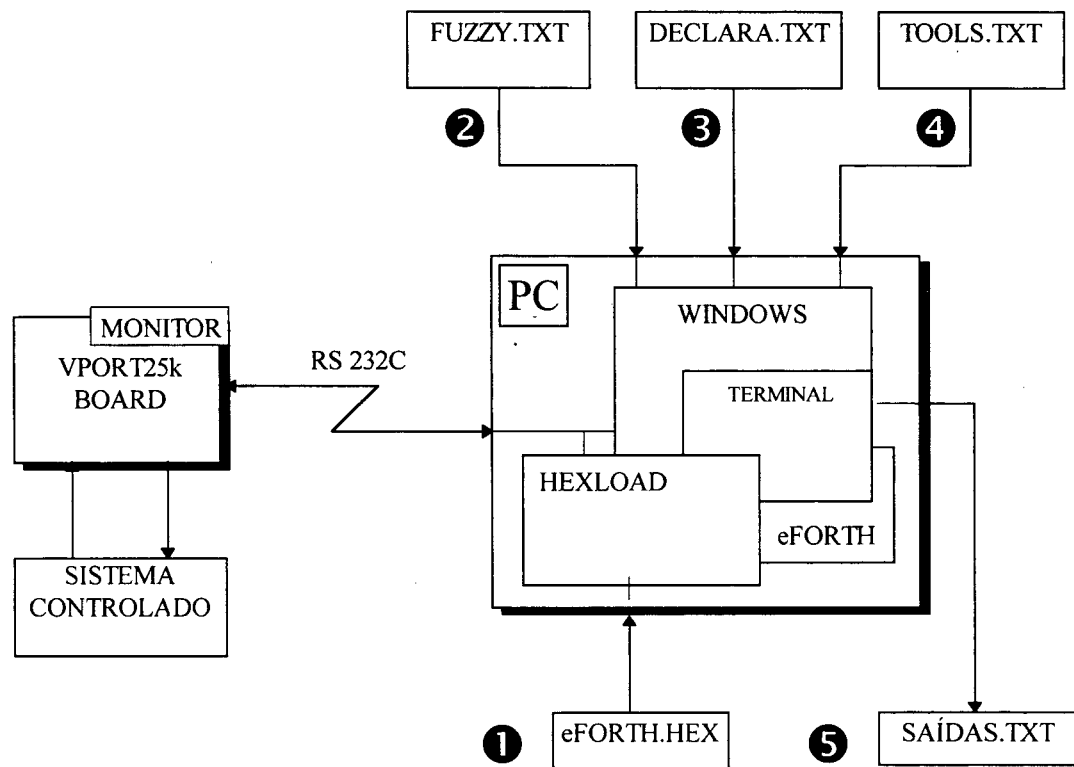 FUZZY.TXT
DECLARA.TXT
TOOLS.TXT
2
3
4
PC
WINDOWS
MONITOR
VPORT25k
BOARD
RS 232C
TERMINAL
HEXLOAD
eFORTH
SISTEMA
CONTROLADO
1
eFORTH.HEX
5
SAÍDAS.TXT